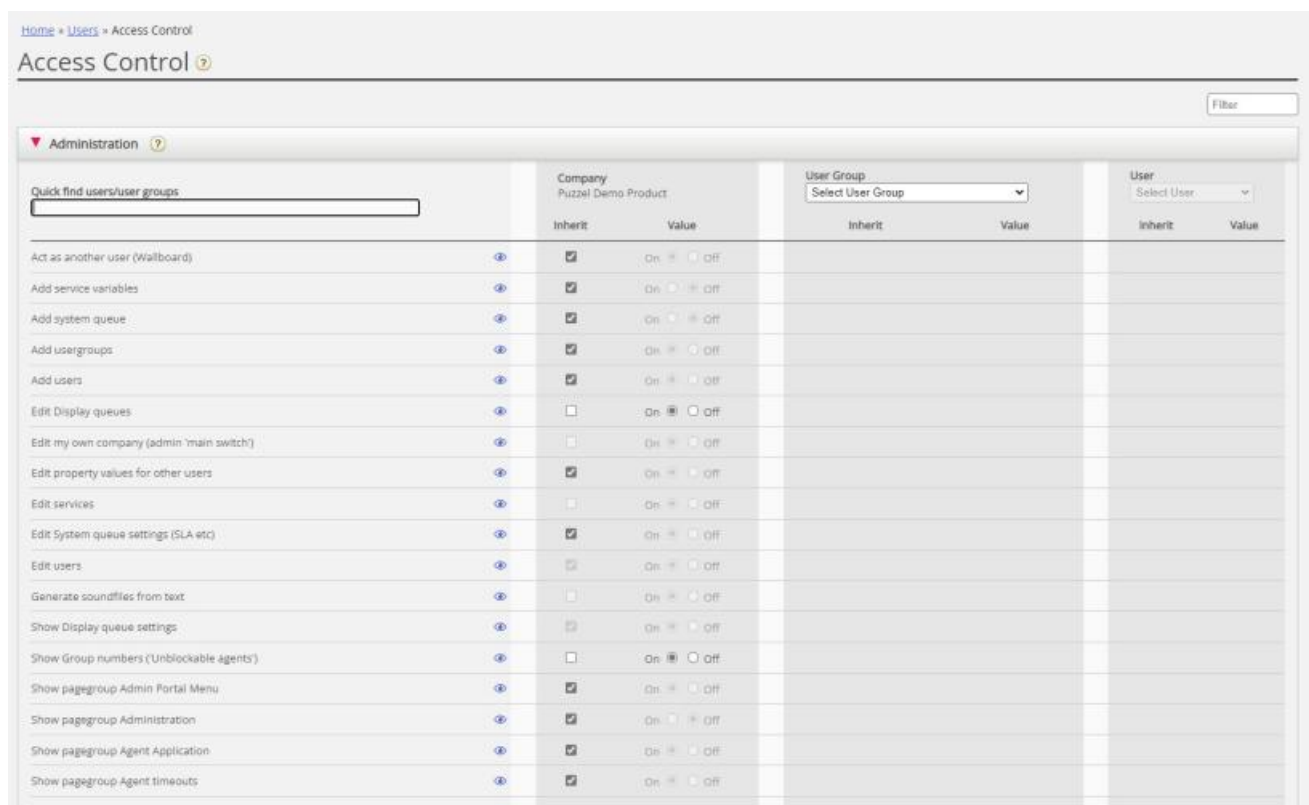 Home » Users » Access Control
Access Control ?
Filter
Administration ?
Quick find users/user groups
Company
Puzzel Demo Product
User Group
Select User Group
User
Select User
Inherit Value Inherit Value Inherit Value
Act as another user (Wallboard) On Off
Add service variables On Off
Add system queue On Off
Add usergroups On Off
Add users On Off
Edit Display queues On Off
Edit my own company (admin 'main switch') On Off
Edit property values for other users On Off
Edit services On Off
Edit System queue settings (SLA etc) On Off
Edit users On Off
Generate soundfiles from text On Off
Show Display queue settings On Off
Show Group numbers ('Unblockable agents') On Off
Show pagegroup Admin Portal Menu On Off
Show pagegroup Administration On Off
Show pagegroup Agent Application On Off
Show pagegroup Agent timeouts On Off